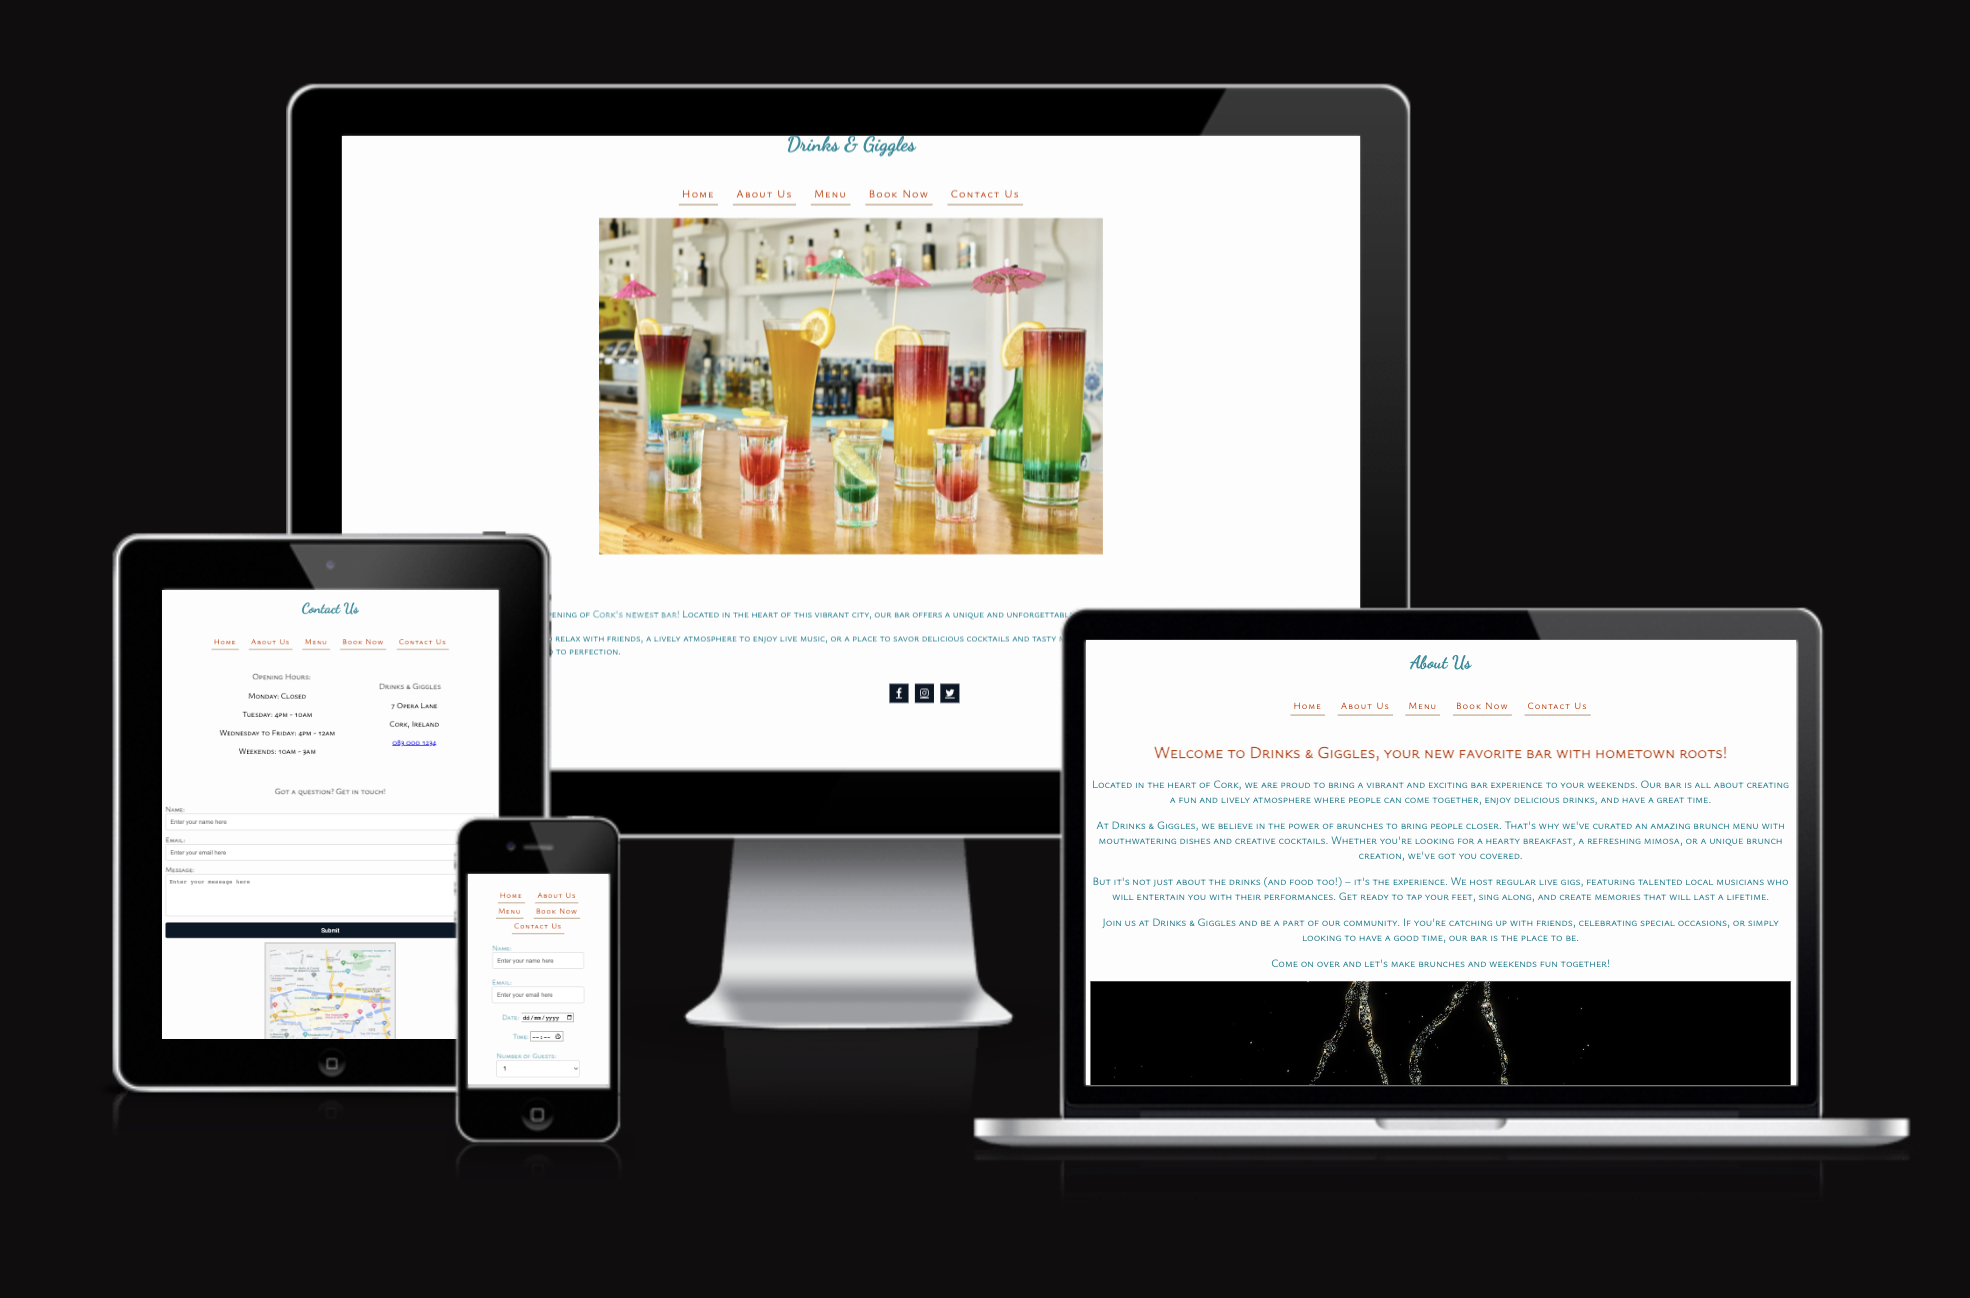 Drinks & Giggles
Home About Us Menu Book Now Contact Us
ening of Cork's newest bar! Located in the heart of this vibrant city, our bar offers a unique and unforgettabl
relax with friends, a lively atmosphere to enjoy live music, or a place to savor delicious cocktails and tasty
to perfection.
Contact Us
Home About Us Menu Book Now Contact Us
Opening Hours:
Monday: Closed
Tuesday: 4pm - 10am
Wednesday to Friday: 4pm - 12am
Weekends: 10am - 3am
Drinks & Giggles
7 Opera Lane
Cork, Ireland
083 000 1234
Got a question? Get in touch!
Name:
Enter your name here
Email:
Enter your email here
Message:
Enter your message here
Submit
Home About Us
Menu Book Now
Contact Us
Name:
Enter your name here
Email:
Enter your email here
Date: dd/mm/yyyy
Time: --:--
Number of Guests:
1
About Us
Home About Us Menu Book Now Contact Us
Welcome to Drinks & Giggles, your new favorite bar with hometown roots!
Located in the heart of Cork, we are proud to bring a vibrant and exciting bar experience to your weekends. Our bar is all about creating
a fun and lively atmosphere where people can come together, enjoy delicious drinks, and have a great time.
At Drinks & Giggles, we believe in the power of brunches to bring people closer. That's why we've curated an amazing brunch menu with
mouthwatering dishes and creative cocktails. Whether you're looking for a hearty breakfast, a refreshing mimosa, or a unique brunch
creation, we've got you covered.
But it's not just about the drinks (and food too!) – it's the experience. We host regular live gigs, featuring talented local musicians who
will entertain you with their performances. Get ready to tap your feet, sing along, and create memories that will last a lifetime.
Join us at Drinks & Giggles and be a part of our community. If you're catching up with friends, celebrating special occasions, or simply
looking to have a good time, our bar is the place to be.
Come on over and let's make brunches and weekends fun together!